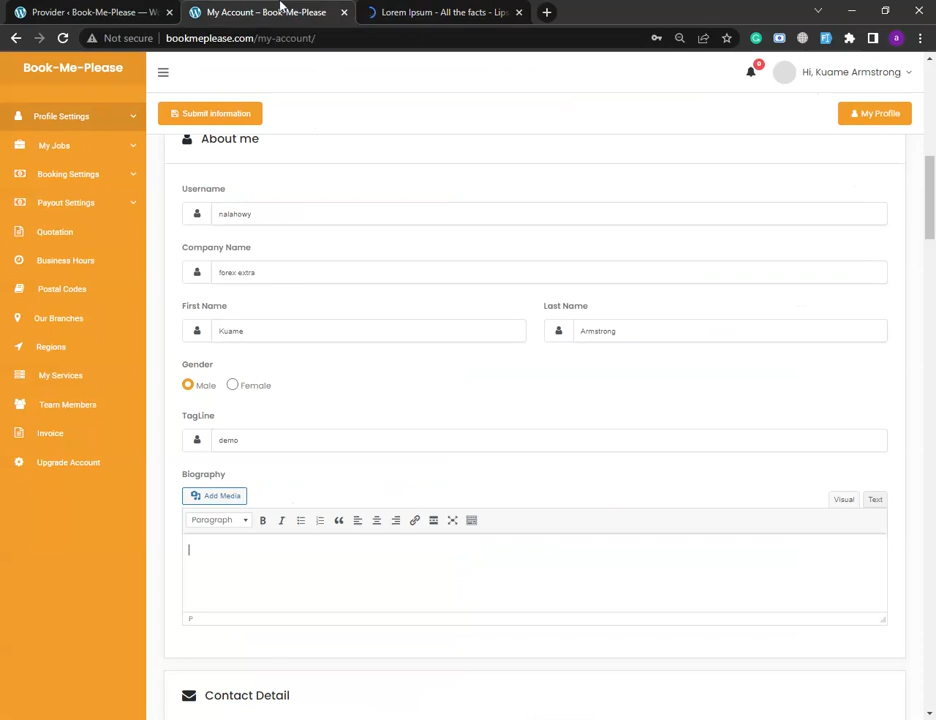 Provider ‹ Book-Me-Please — W
My Account – Book-Me-Please
Lorem Ipsum - All the facts - Lips
Not secure
bookmeplease.com/my-account/
a
Book-Me-Please
0
Hi, Kuame Armstrong
Profile Settings
My Jobs
Booking Settings
Payout Settings
Quotation
Business Hours
Postal Codes
Our Branches
Regions
My Services
Team Members
Invoice
Upgrade Account
Submit information
My Profile
About me
Username
nalahowy
Company Name
forex extra
First Name
Last Name
Kuame
Armstrong
Gender
Male
Female
TagLine
demo
Biography
Add Media
Visual
Text
Paragraph
B
I
P
Contact Detail